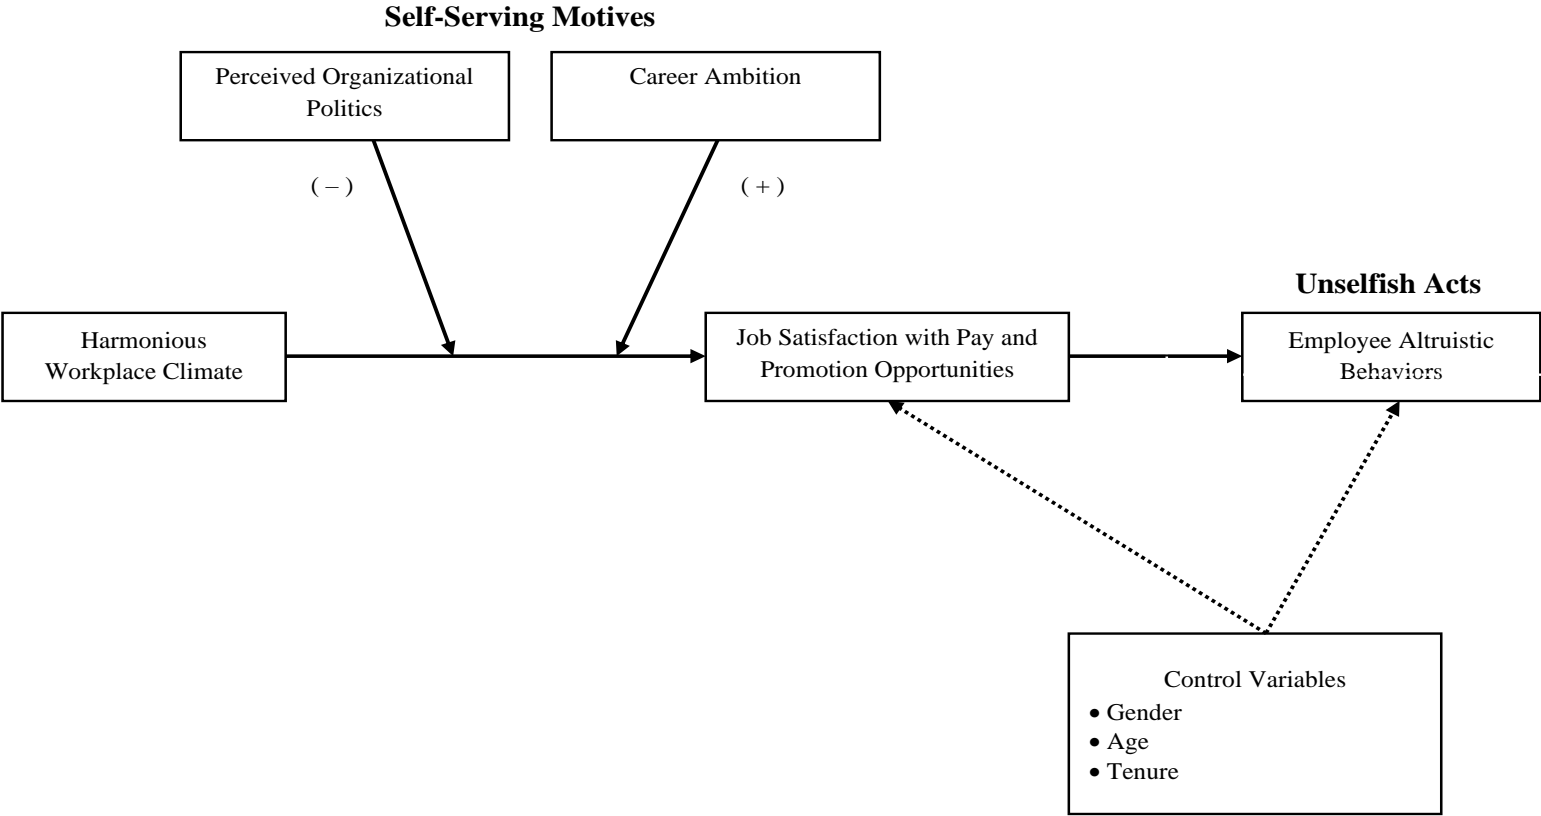 Self-Serving Motives
Perceived Organizational
Politics
Career Ambition
( – )
( + )
Unselfish Acts
Harmonious
Workplace Climate
Job Satisfaction with Pay and
Promotion Opportunities
Employee Altruistic
Behaviors
Control Variables
• Gender
• Age
• Tenure